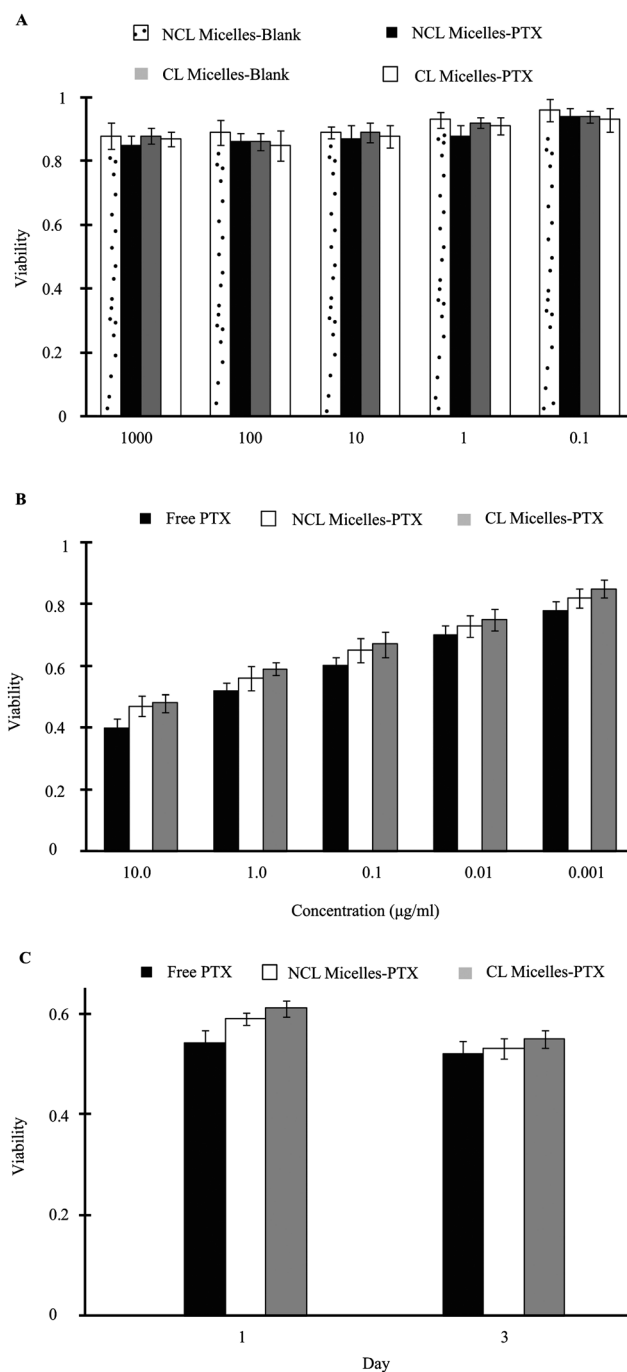 A
NCL Micelles-Blank
NCL Micelles-PTX
CL Micelles-Blank
CL Micelles-PTX
1
0.8
0.6
0.4
0.2
0
Viability
1000 100 10 1 0.1
B
Free PTX NCL Micelles-PTX CL Micelles-PTX
1
0.8
0.6
0.4
0.2
0
Viability
10.0 1.0 0.1 0.01 0.001
Concentration (µg/ml)
C
Free PTX NCL Micelles-PTX CL Micelles-PTX
0.6
0.4
0.2
0
Viability
1 3
Day